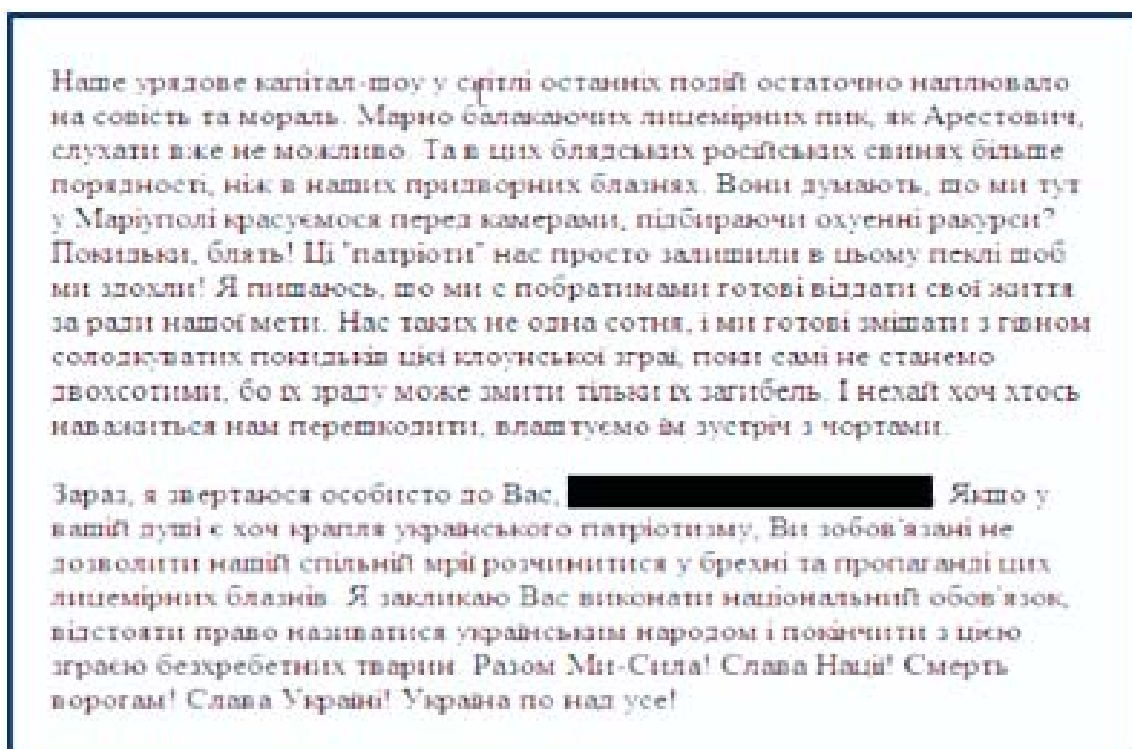 Наше урядове капітал-шоу у світлі останніх подій остаточно наплювало
на совість та мораль. Марно балакаючих лицемірних пик, як Арестович,
слухати вже не можливо. Та в цих блядських російських свинях більше
порядності, ніж в наших придворних блазнях. Вони думають, що ми тут
у Маріуполі красуємося перед камерами, підбираючи охуенні ракурси?
Покидьки, блять! Ці "патріоти" нас просто залишили в цьому пеклі щоб
ми здохли! Я пишаюсь, що ми с побратимами готові віддати свої життя
за ради нашої мети. Нас таких не одна сотня, і ми готові змішати з гівном
солодкуватих покидьків цієї клоунської зграї, поки самі не станемо
двохсотими, бо їх зраду може змити тільки їх загибель. І нехай хоч хтось
наважиться нам перешкодити, влаштуємо їм зустріч з чортами.
Зараз, я звертаюся особисто до Вас, Якщо у
вашій душі є хоч крапля українського патріотизму, Ви зобов'язані не
дозволити нашій спільній мрії розчинитися у брехні та пропаганді цих
лицемірних блазнів. Я закликаю Вас виконати національний обов'язок,
відстояти право називатися українським народом і покінчити з цією
зграєю безхребетних тварин. Разом Ми-Сила! Слава Нації! Смерть
ворогам! Слава Україні! Україна по над усе!